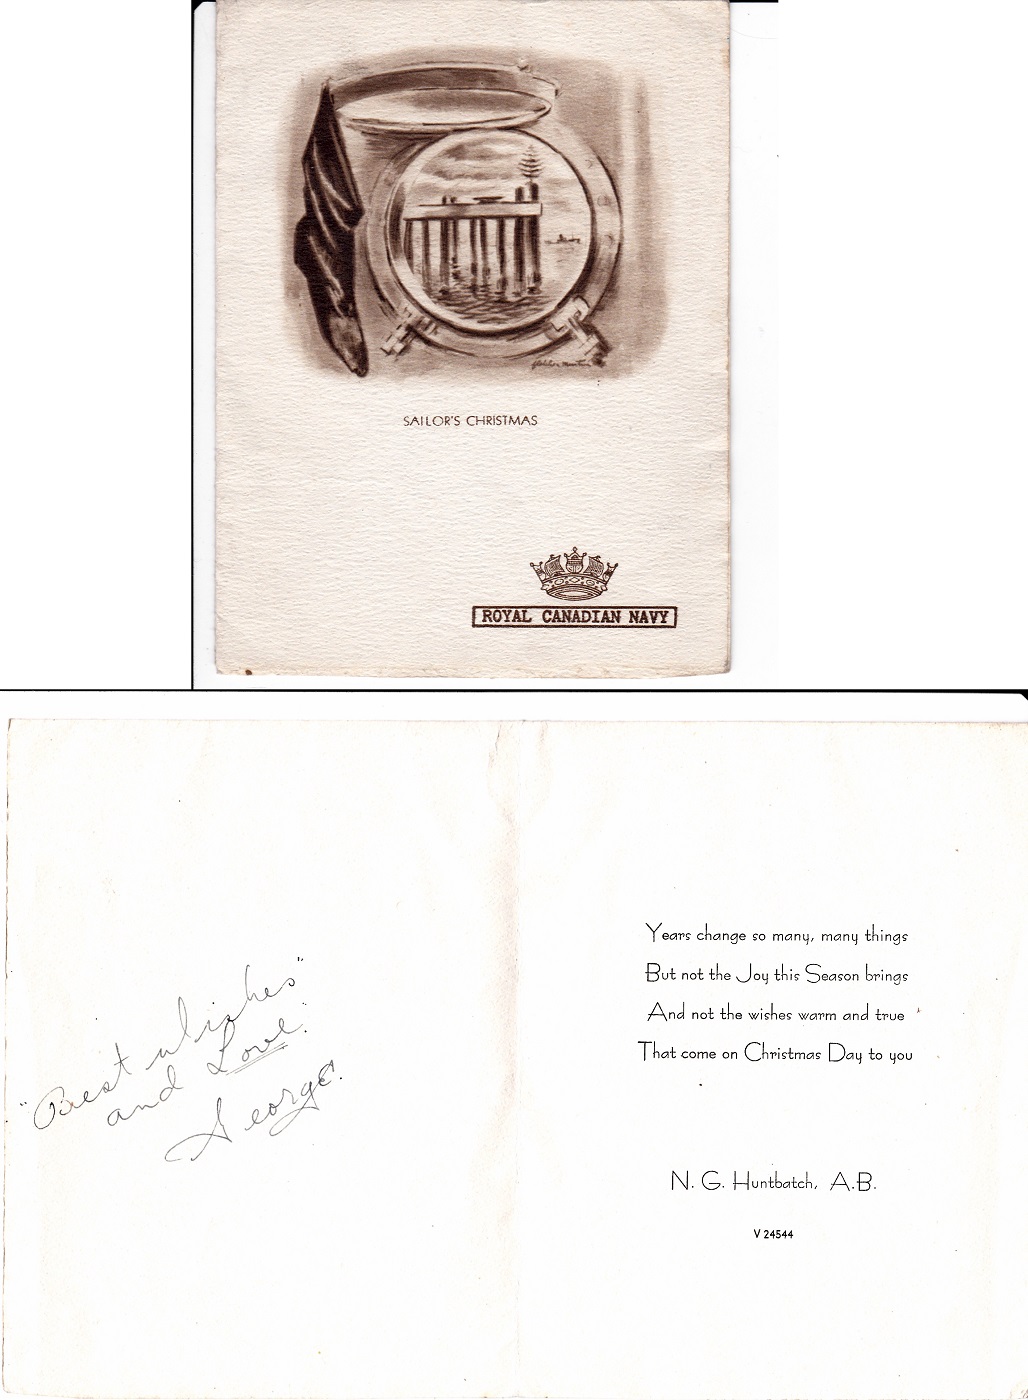 SAILOR'S CHRISTMAS
ROYAL CANADIAN NAVY
"Best wishes"
and Love."
George.
Years change so many, many things
But not the Joy this Season brings
And not the wishes warm and true
That come on Christmas Day to you
N. G. Huntbatch, A.B.
V 24544